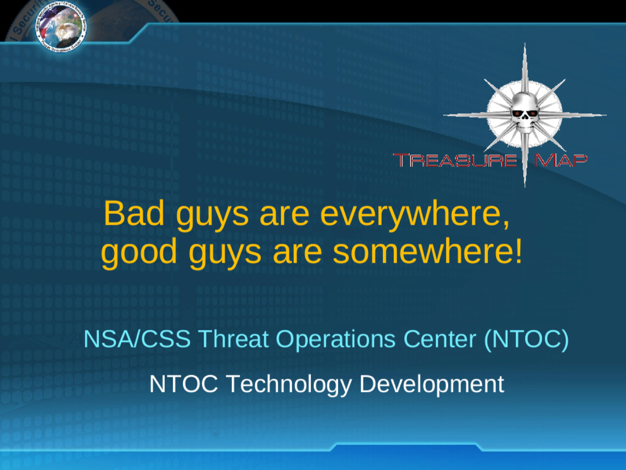 TREASURE MAP
Bad guys are everywhere,
good guys are somewhere!
NSA/CSS Threat Operations Center (NTOC)
NTOC Technology Development